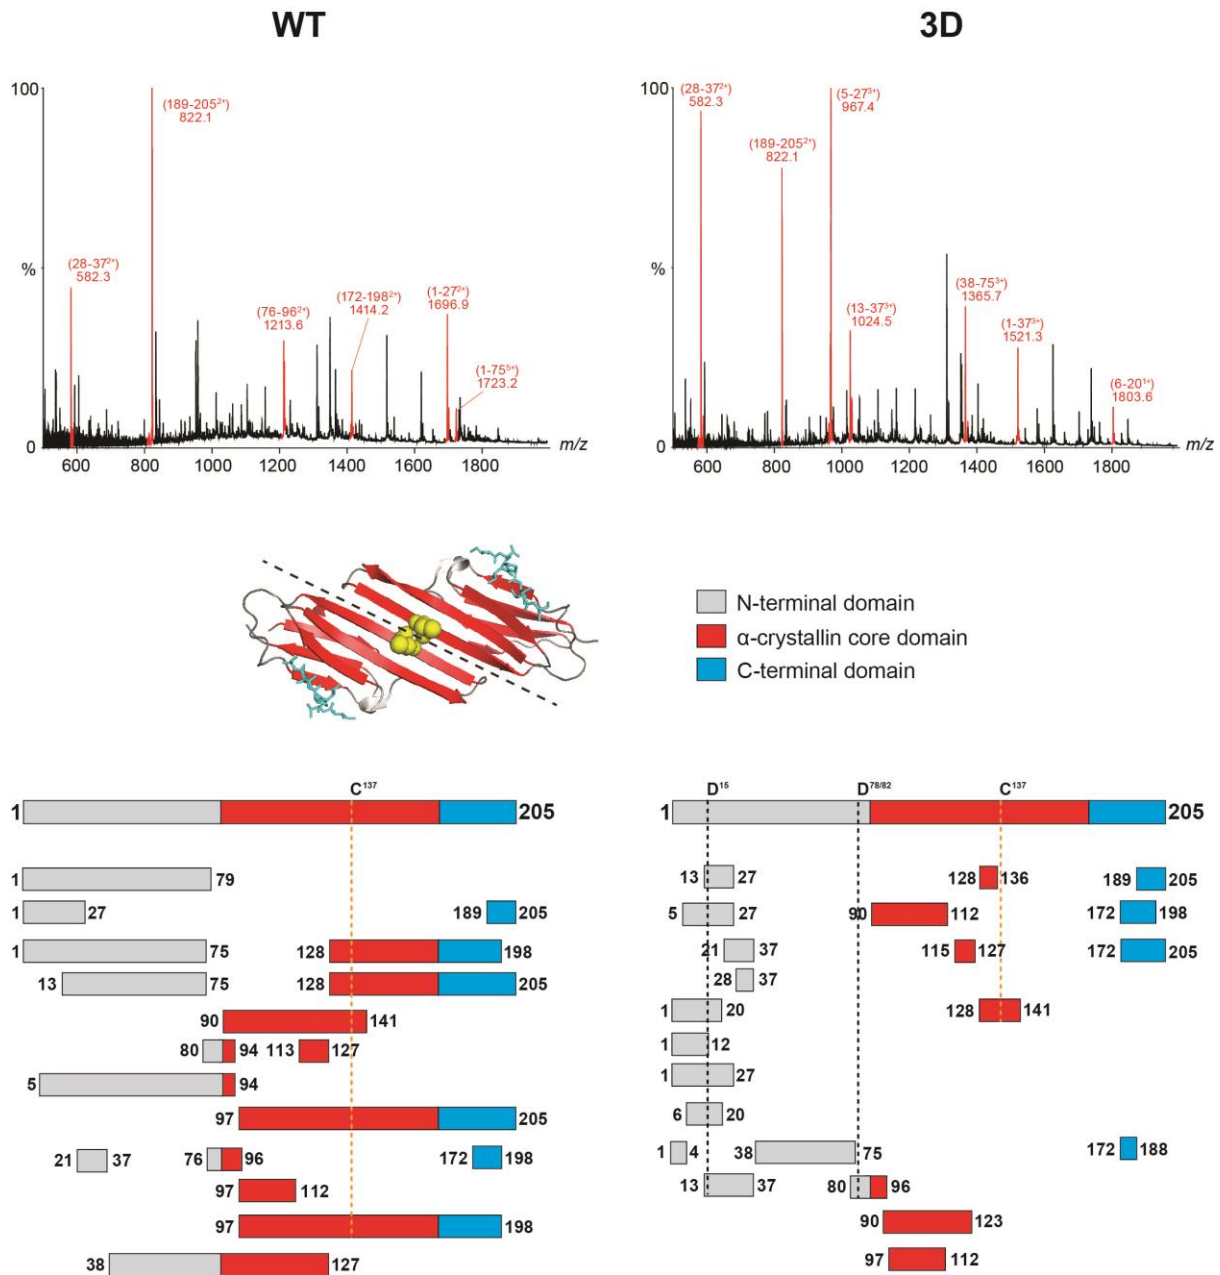 WT
3D
100
%
0
(28-37²⁺)
582.3
(189-205²⁺)
822.1
(76-96²⁺)
1213.6
(172-198²⁺)
1414.2
(1-27²⁺)
1696.9
(1-75⁵⁺)
1723.2
600 800 1000 1200 1400 1600 1800 m/z
100
%
0
(28-37²⁺)
582.3
(189-205²⁺)
822.1
(5-27³⁺)
967.4
(13-37³⁺)
1024.5
(38-75³⁺)
1365.7
(1-37³⁺)
1521.3
(6-20¹⁺)
1803.6
600 800 1000 1200 1400 1600 1800 m/z
N-terminal domain
α-crystallin core domain
C-terminal domain
C¹³⁷
1 205
1 79
1 27 189 205
1 75 128 198
13 75 128 205
90 141
80 94 113 127
5 94
97 205
21 37 76 96 172 198
97 112
97 198
38 127
D¹⁵ D⁷⁸/⁸² C¹³⁷
1 205
13 27 128 136 189 205
5 27 90 112 172 198
21 37 115 127 172 205
28 37
1 20 128 141
1 12
1 27
6 20
1 4 38 75 172 188
13 37 80 96
90 123
97 112